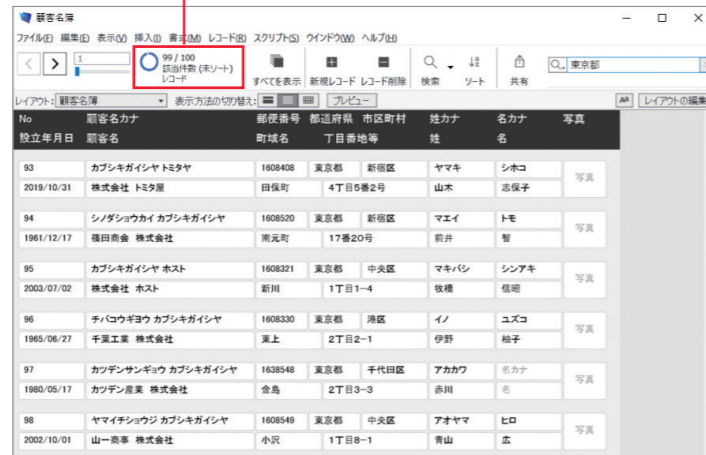 顧客名簿
ファイル(F) 編集(E) 表示(V) 挿入(I) 書式(M) レコード(R) スクリプト(S) ウインドウ(W) ヘルプ(H)
1
99 / 100
該当件数 (未ソート)
レコード
すべてを表示 新規レコード レコード削除 検索 ソート 共有
東京都
レイアウト: 顧客名簿 表示方法の切り替え: プレビュー Aa レイアウトの編集
No 顧客名カナ 郵便番号 都道府県 市区町村 姓カナ 名カナ 写真
設立年月日 顧客名 町域名 丁目番地等 姓 名
93 カブシキガイシャ トミタヤ 1608408 東京都 新宿区 ヤマキ シホコ 写真
2019/10/31 株式会社 トミタ屋 田保町 4丁目5番2号 山木 志保子
94 シノダショウカイ カブシキガイシャ 1608520 東京都 新宿区 マエイ トモ 写真
1961/12/17 篠田商会 株式会社 南元町 17番20号 前井 智
95 カブシキガイシャ ホスト 1608321 東京都 中央区 マキバシ シンアキ 写真
2003/07/02 株式会社 ホスト 新川 1丁目1-4 牧橋 信昭
96 チバコウギヨウ カブシキガイシャ 1608330 東京都 港区 イノ ユズコ 写真
1965/06/27 千葉工業 株式会社 東上 2丁目2-1 伊野 柚子
97 カツデンサンギョウ カブシキガイシャ 1638548 東京都 千代田区 アカカワ 名カナ 写真
1980/05/17 カツデン産業 株式会社 金島 2丁目3-3 赤川 名
98 ヤマイチショウジ カブシキガイシャ 1608549 東京都 中央区 アオヤマ ヒロ 写真
2002/10/01 山一商事 株式会社 小沢 1丁目8-1 青山 広